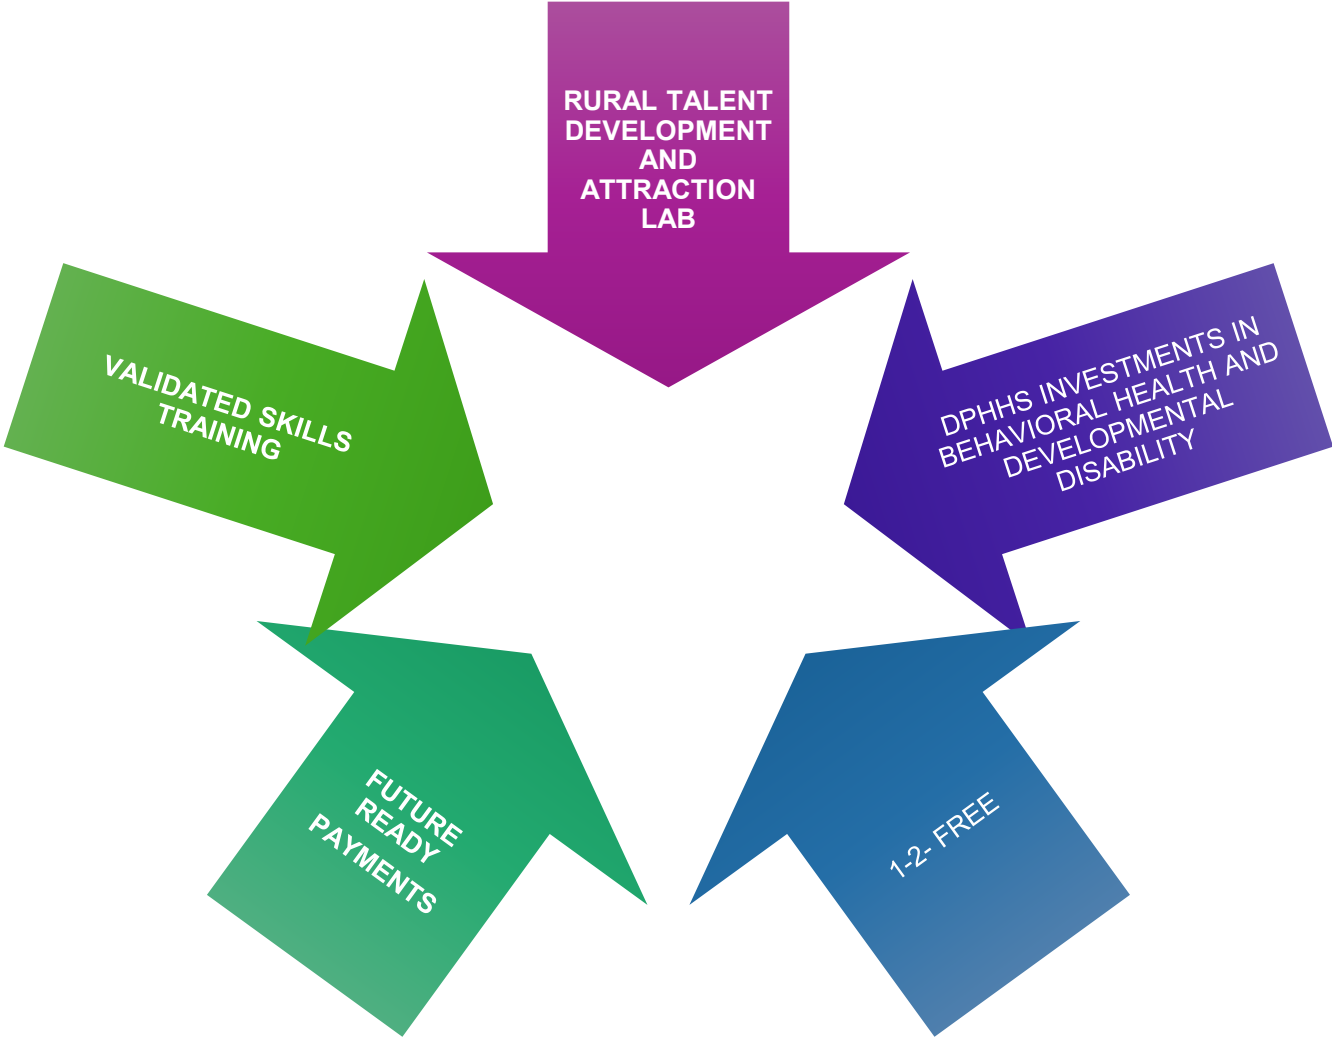 RURAL TALENT
DEVELOPMENT
AND
ATTRACTION
LAB
DPHHS INVESTMENTS IN
BEHAVIORAL HEALTH AND
DEVELOPMENTAL
DISABILITY
1-2- FREE
FUTURE
READY
PAYMENTS
VALIDATED SKILLS
TRAINING